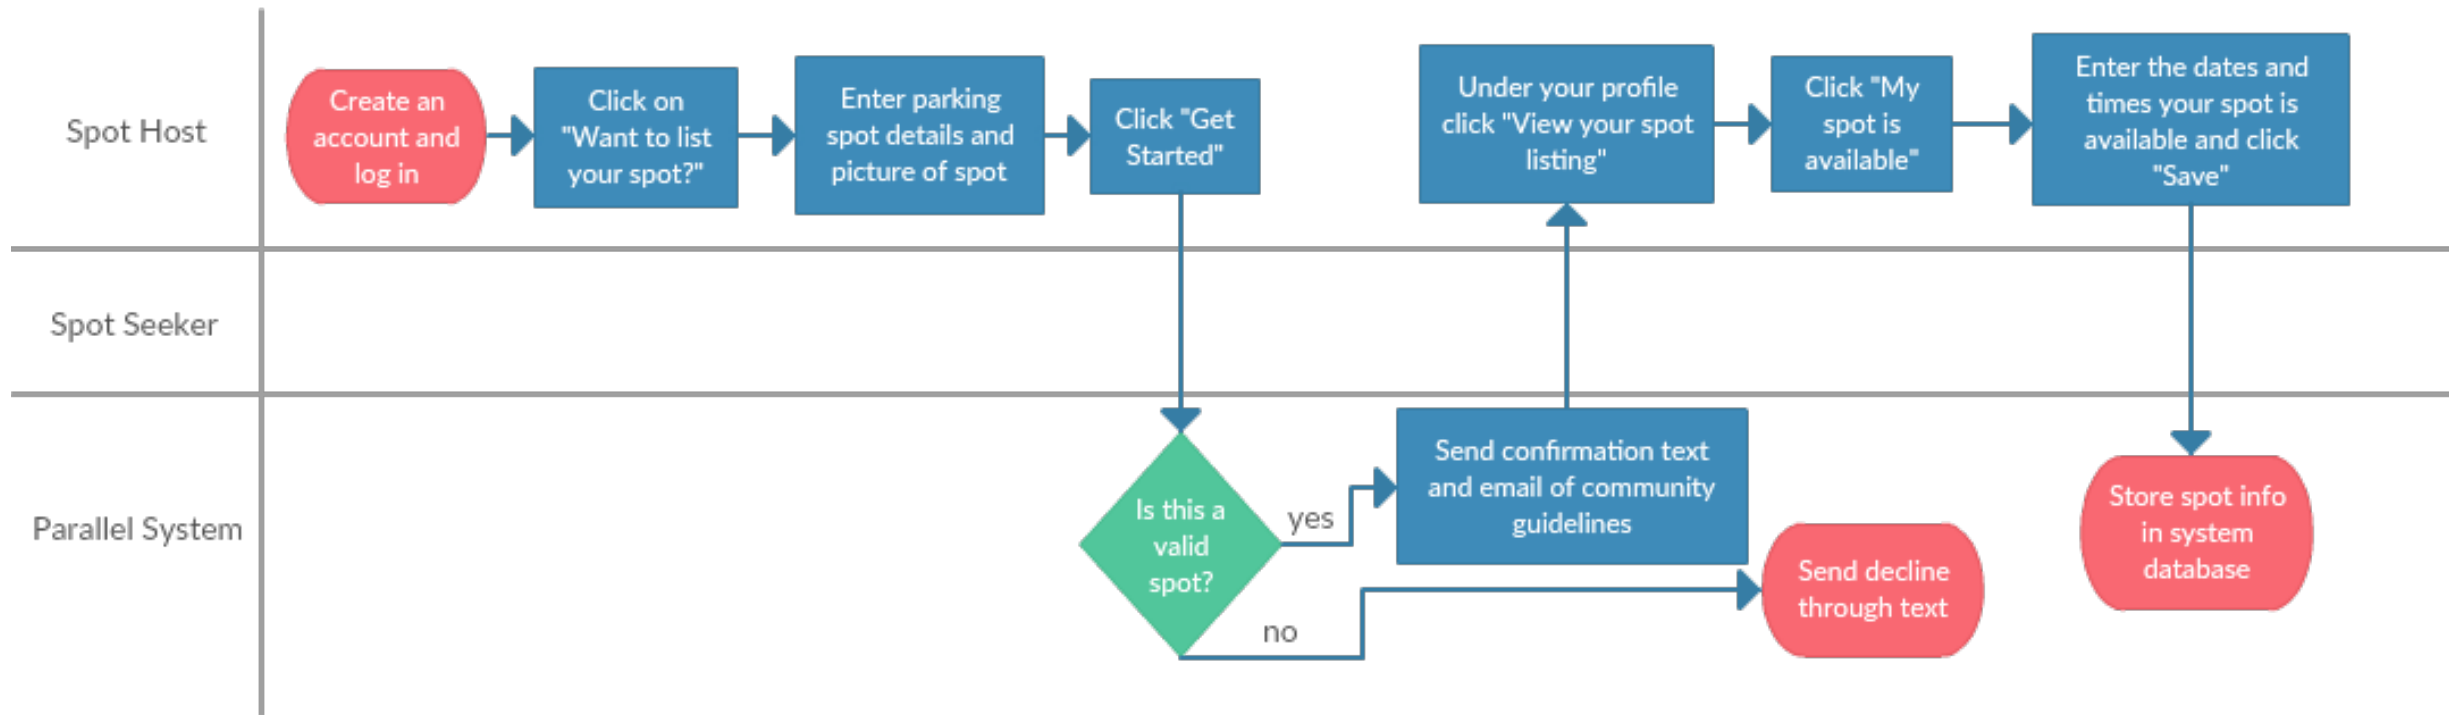 Spot Host
Create an
account and
log in
Click on
"Want to list
your spot?"
Enter parking
spot details and
picture of spot
Click "Get
Started"
Under your profile
click "View your spot
listing"
Click "My
spot is
available"
Enter the dates and
times your spot is
available and click
"Save"
Spot Seeker
Parallel System
Is this a
valid
spot?
yes
no
Send confirmation text
and email of community
guidelines
Send decline
through text
Store spot info
in system
database